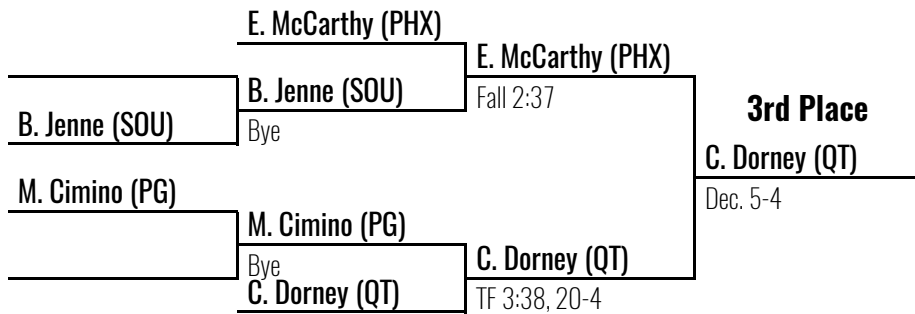 E. McCarthy (PHX)
E. McCarthy (PHX)
B. Jenne (SOU)
Fall 2:37
3rd Place
B. Jenne (SOU)
Bye
C. Dorney (QT)
M. Cimino (PG)
Dec. 5-4
M. Cimino (PG)
Bye
C. Dorney (QT)
C. Dorney (QT)
TF 3:38, 20-4